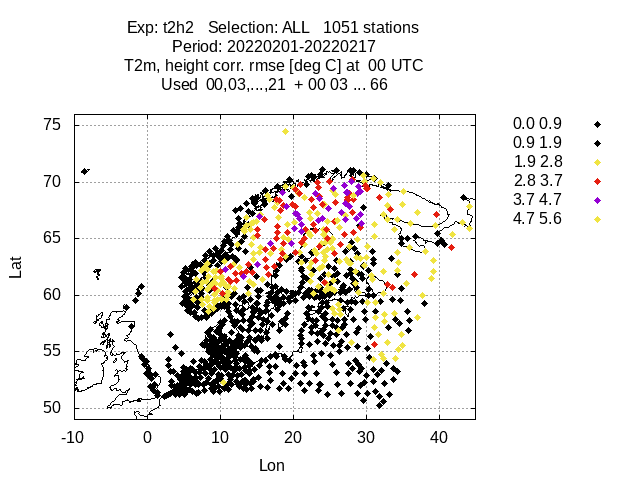 Exp: t2h2   Selection: ALL   1051 stations
Period: 20220201-20220217
T2m, height corr. rmse [deg C] at  00 UTC
Used  00,03,...,21  + 00 03 ... 66
75
70
65
60
55
50
Lat
-10 0 10 20 30 40
Lon
0.0 0.9
0.9 1.9
1.9 2.8
2.8 3.7
3.7 4.7
4.7 5.6